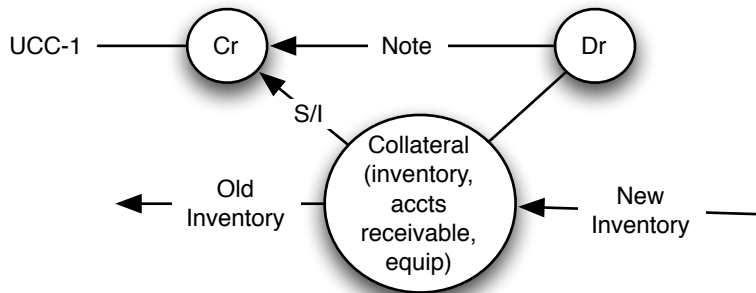 UCC-1
Cr
Note
Dr
S/I
Collateral
(inventory,
accts
receivable,
equip)
Old
Inventory
New
Inventory